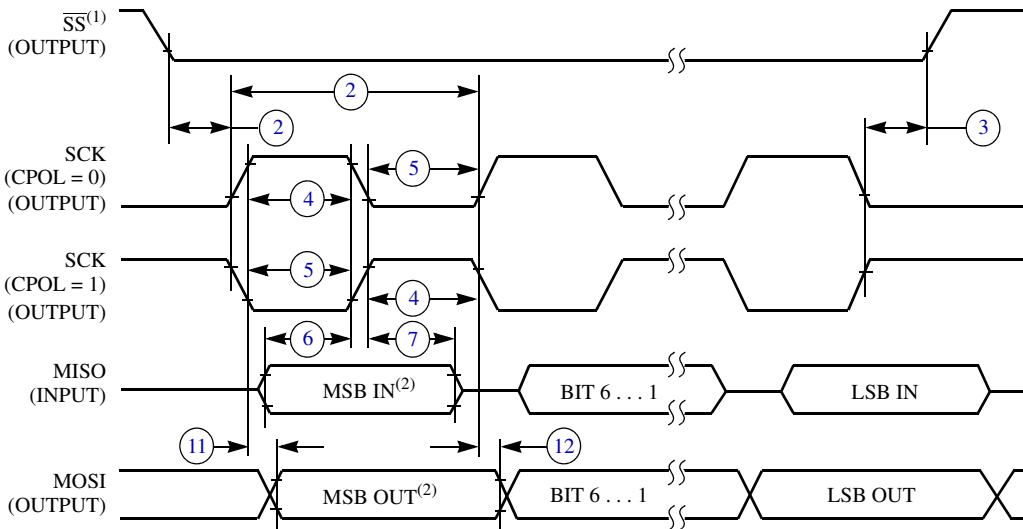 SS(1)
(OUTPUT)
2
2
3
SCK
(CPOL = 0)
(OUTPUT)
5
4
SCK
(CPOL = 1)
(OUTPUT)
5
4
6
7
MISO
(INPUT)
MSB IN(2)
BIT 6 . . . 1
LSB IN
11
12
MOSI
(OUTPUT)
MSB OUT(2)
BIT 6 . . . 1
LSB OUT